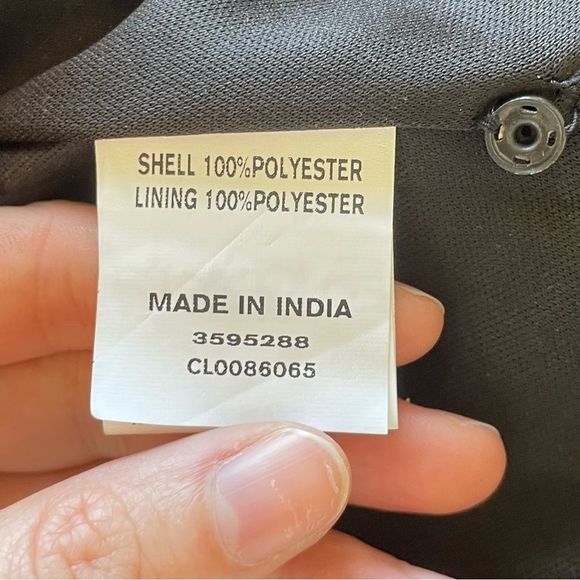 SHELL 100%POLYESTER
LINING 100%POLYESTER
MADE IN INDIA
3595288
CL0086065